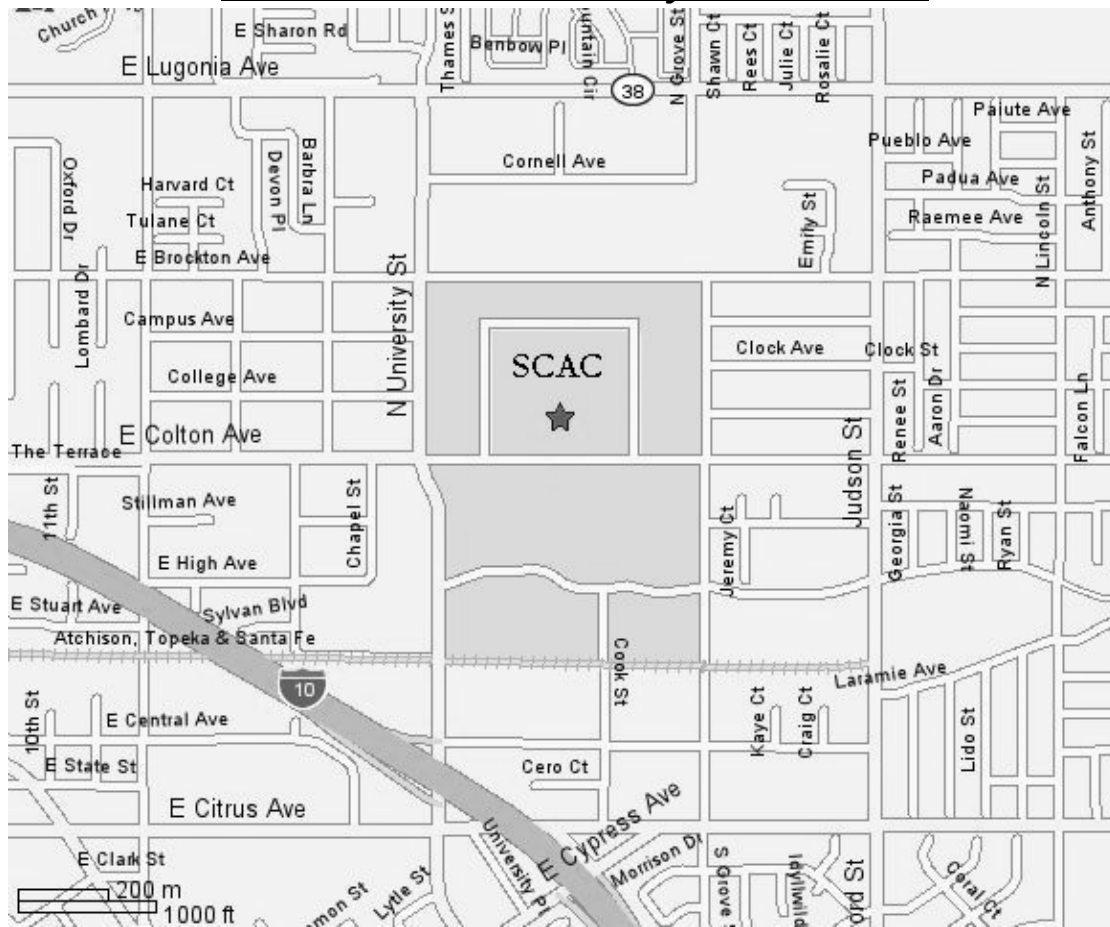 Church
E Sharon Rd
Benbow Pl
Thames S
untain Cir
N Grove St
Shawn Ct
Rees Ct
Julie Ct
Rosalie Ct
E Lugonia Ave
38
Paiute Ave
Pueblo Ave
Cornell Ave
Oxford Dr
Devon Pl
Barbra Ln
Harvard Ct
Tulane Ct
E Brockton Ave
Padua Ave
Raemee Ave
Emily St
N Lincoln St
Anthony St
Lombard Dr
Campus Ave
N University St
SCAC
Clock Ave
Clock St
College Ave
Renee St
Aaron Dr
Falcon Ln
E Colton Ave
The Terrace
Judson St
11th St
Stillman Ave
Chapel St
Jeremy Ct
Georgia St
Naomi St
Ryan St
E High Ave
E Stuart Ave
Sylvan Blvd
Atchison, Topeka & Santa Fe
Cook St
Laramie Ave
10
10th St
E Central Ave
Kaye Ct
Craig Ct
Lido St
E State St
Cero Ct
E Citrus Ave
E Cypress Ave
University Pl
Morrison Dr
S Grove S
Idyllwild
ord St
Coral Ct
E Clark St
200 m
1000 ft
mon St
Lytle St